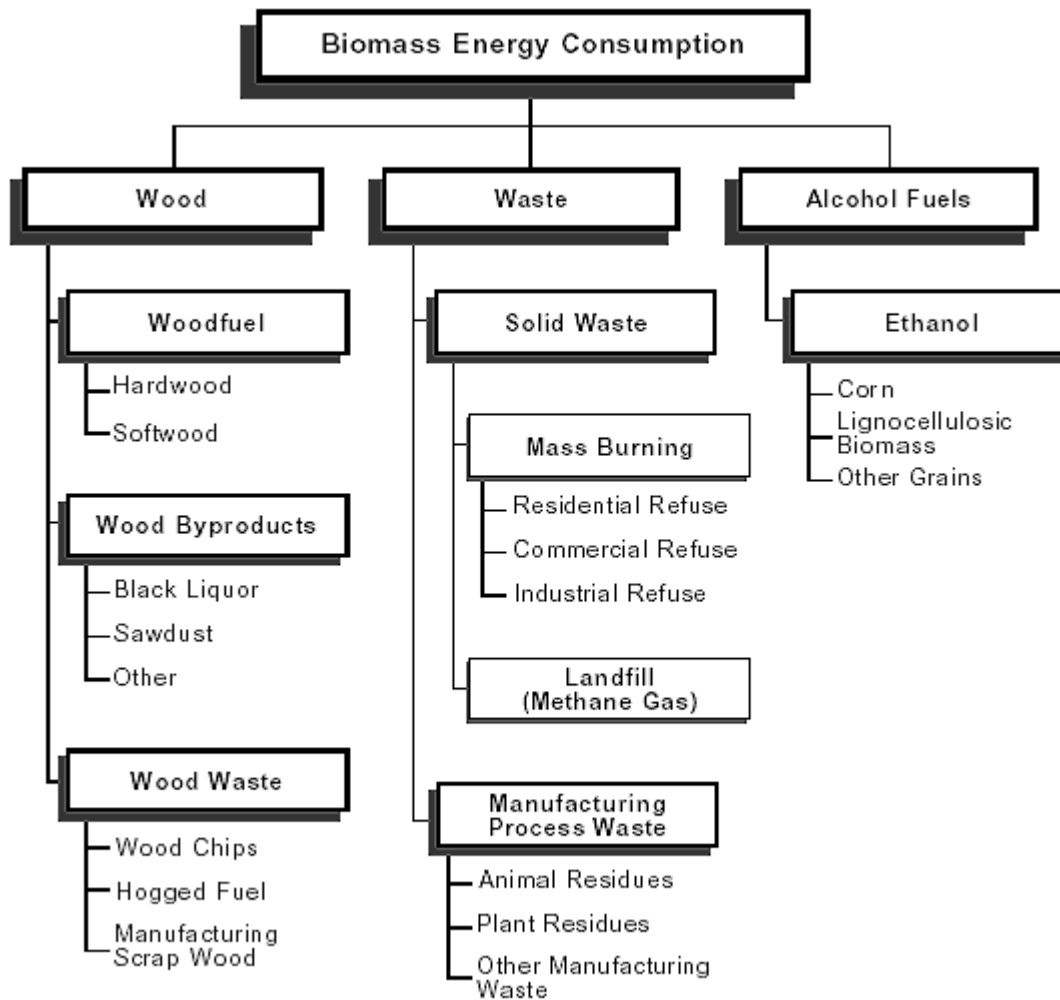 Biomass Energy Consumption
Wood
Waste
Alcohol Fuels
Woodfuel
Hardwood
Softwood
Wood Byproducts
Black Liquor
Sawdust
Other
Wood Waste
Wood Chips
Hogged Fuel
Manufacturing
Scrap Wood
Solid Waste
Mass Burning
Residential Refuse
Commercial Refuse
Industrial Refuse
Landfill
(Methane Gas)
Manufacturing
Process Waste
Animal Residues
Plant Residues
Other Manufacturing
Waste
Ethanol
Corn
Lignocellulosic
Biomass
Other Grains